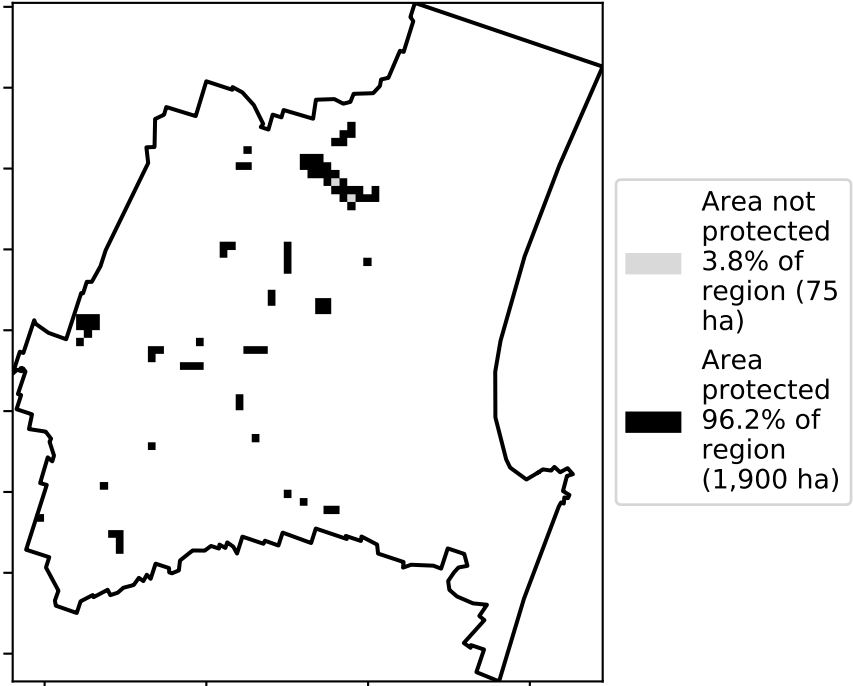 Area not
protected
3.8% of
region (75
ha)
Area
protected
96.2% of
region
(1,900 ha)